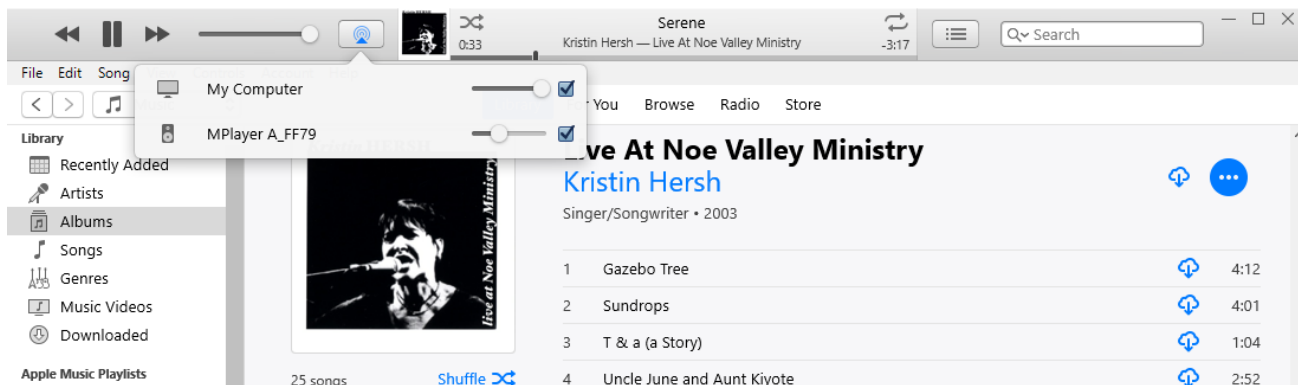 Serene
0:33
Kristin Hersh — Live At Noe Valley Ministry
-3:17
Search
File Edit Song
My Computer
MPlayer A_FF79
You Browse Radio Store
Library
Recently Added
Artists
Albums
Songs
Genres
Music Videos
Downloaded
Apple Music Playlists
live at Noe Valley Ministry
25 songs
Shuffle
Live At Noe Valley Ministry
Kristin Hersh
Singer/Songwriter • 2003
1 Gazebo Tree 4:12
2 Sundrops 4:01
3 T & a (a Story) 1:04
4 Uncle June and Aunt Kiyote 2:52